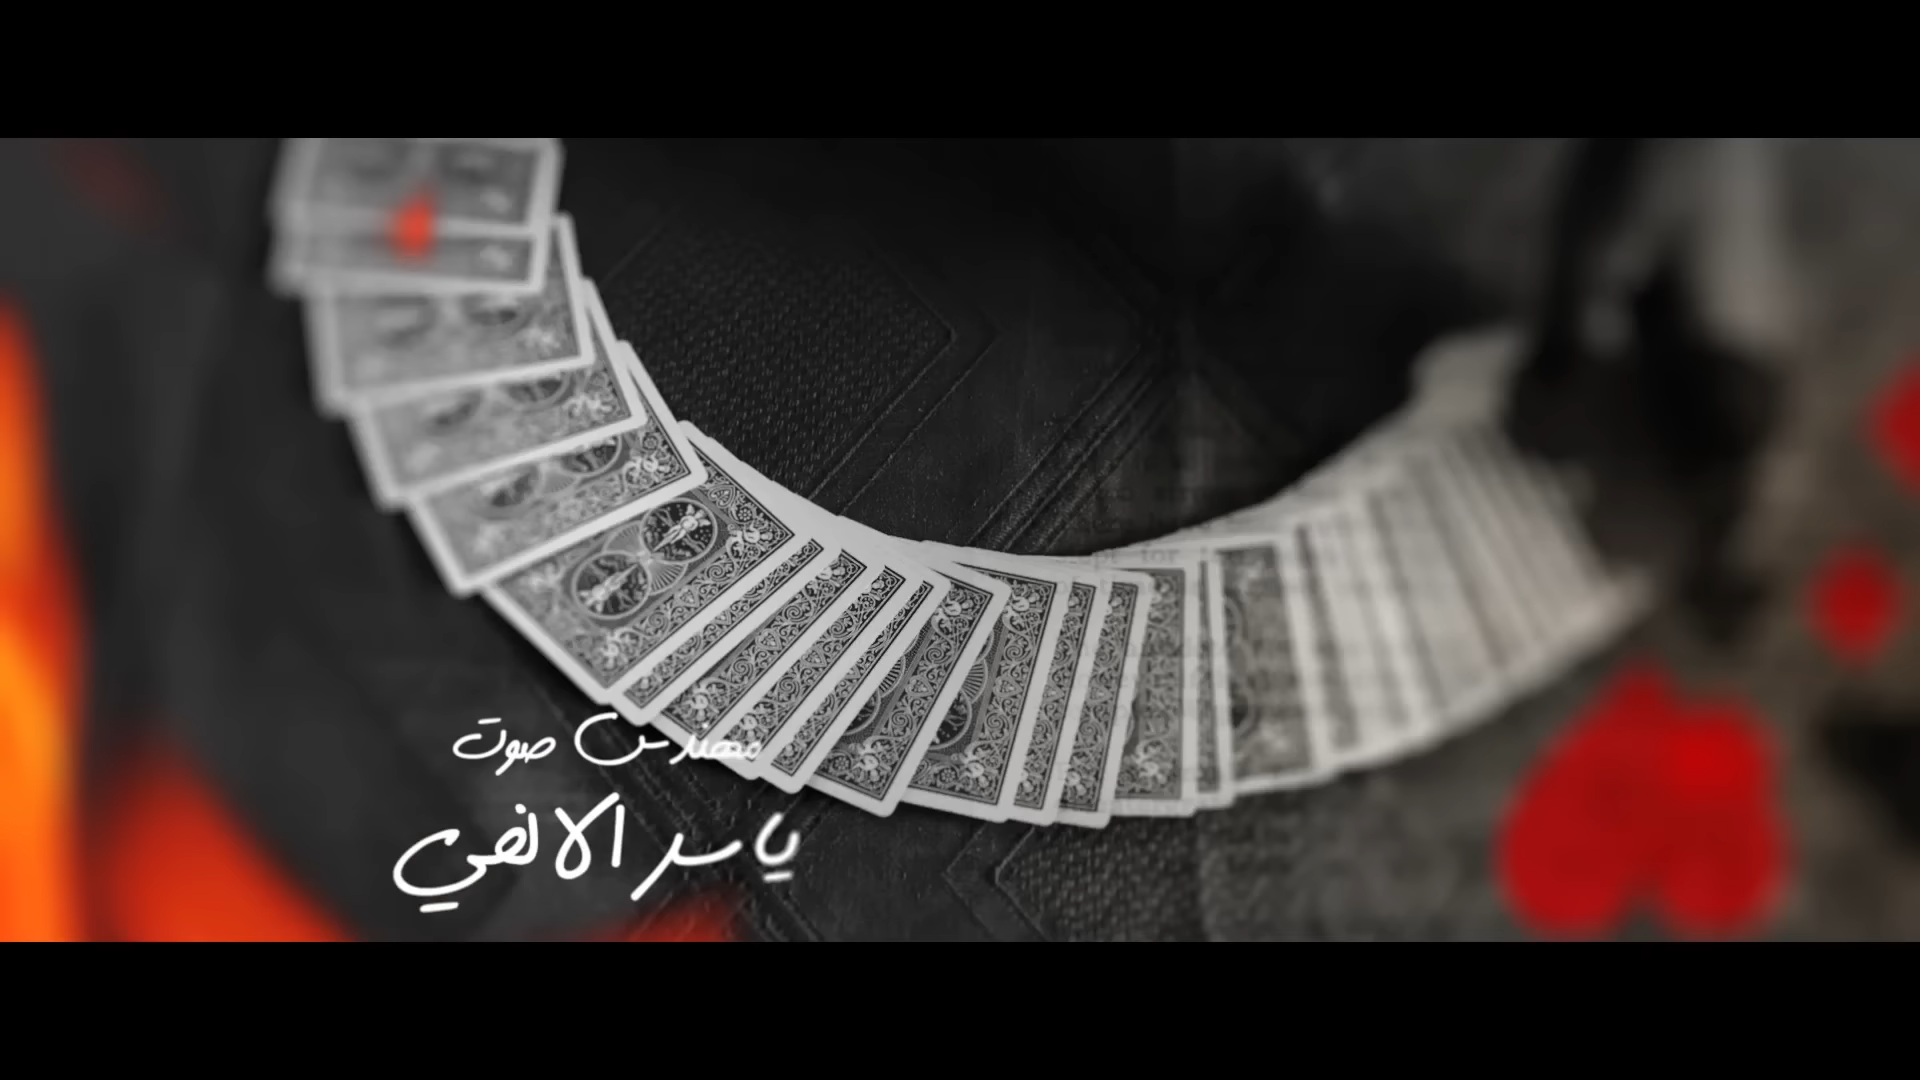 مهندس صوت
ياسر الالفي